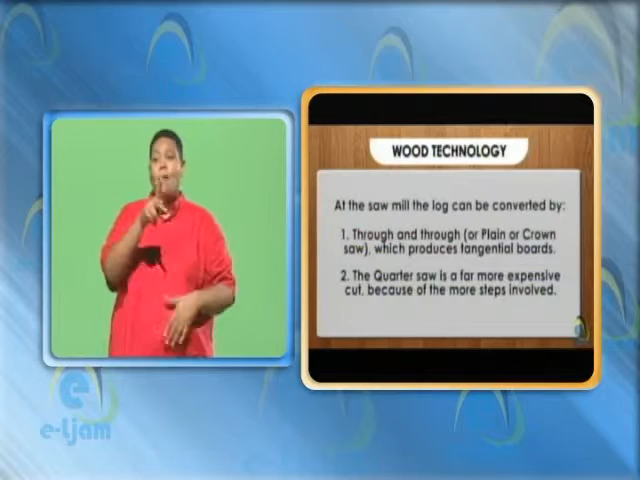 WOOD TECHNOLOGY
At the saw mill the log can be converted by:
1. Through and through (or Plain or Crown
saw), which produces tangential boards.
2. The Quarter saw is a far more expensive
cut, because of the more steps involved.
e
e-Ljam